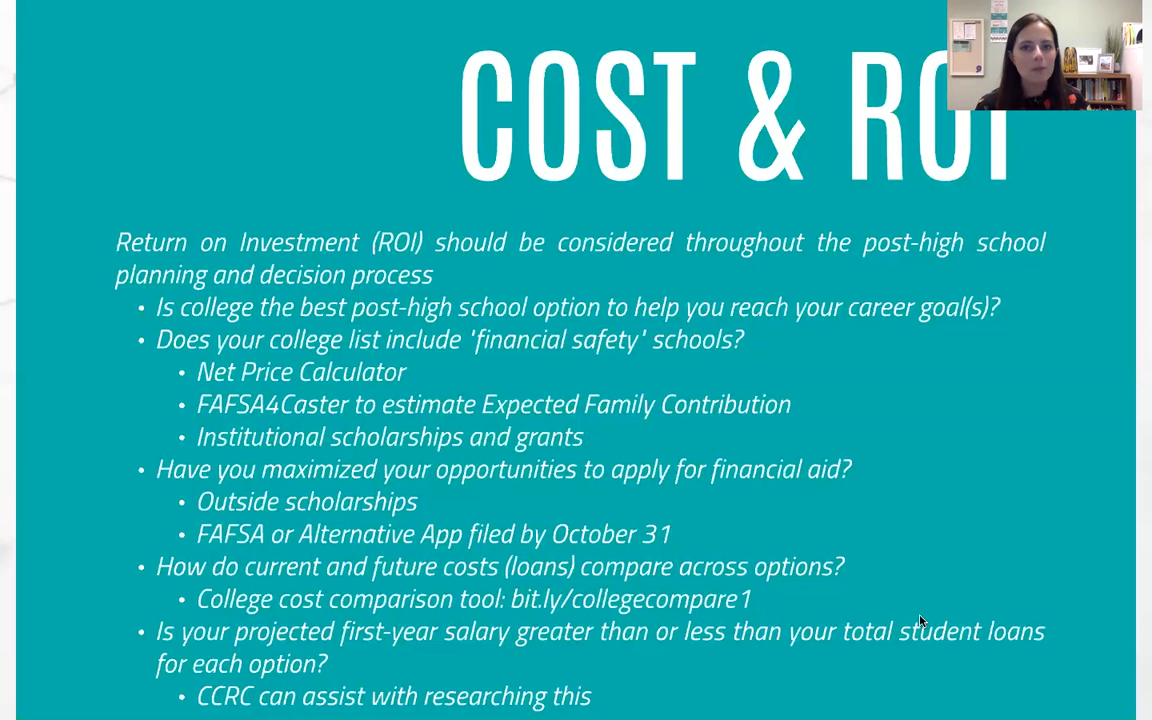 COST & ROI
Return on Investment (ROI) should be considered throughout the post-high school
planning and decision process
• Is college the best post-high school option to help you reach your career goal(s)?
• Does your college list include 'financial safety' schools?
• Net Price Calculator
• FAFSA4Caster to estimate Expected Family Contribution
• Institutional scholarships and grants
• Have you maximized your opportunities to apply for financial aid?
• Outside scholarships
• FAFSA or Alternative App filed by October 31
• How do current and future costs (loans) compare across options?
• College cost comparison tool: bit.ly/collegecompare1
• Is your projected first-year salary greater than or less than your total student loans
for each option?
• CCRC can assist with researching this